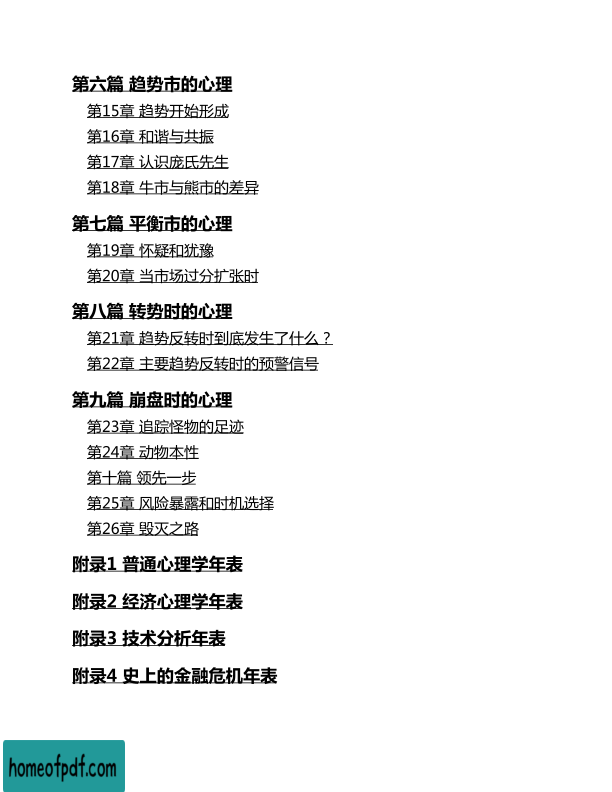 第六篇 趋势市的心理
第15章 趋势开始形成
第16章 和谐与共振
第17章 认识庞氏先生
第18章 牛市与熊市的差异
第七篇 平衡市的心理
第19章 怀疑和犹豫
第20章 当市场过分扩张时
第八篇 转势时的心理
第21章 趋势反转时到底发生了什么？
第22章 主要趋势反转时的预警信号
第九篇 崩盘时的心理
第23章 追踪怪物的足迹
第24章 动物本性
第十篇 领先一步
第25章 风险暴露和时机选择
第26章 毁灭之路
附录1 普通心理学年表
附录2 经济心理学年表
附录3 技术分析年表
附录4 史上的金融危机年表
homeofpdf.com